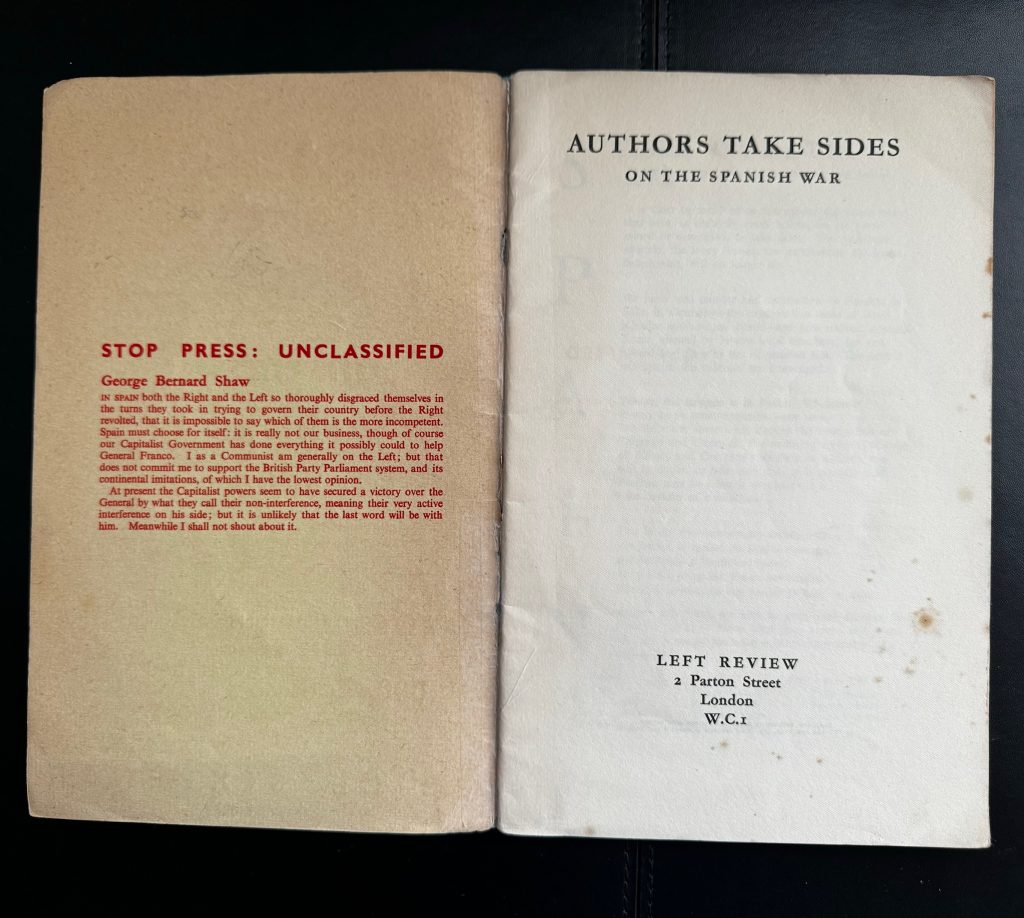 STOP PRESS: UNCLASSIFIED
George Bernard Shaw
IN SPAIN both the Right and the Left so thoroughly disgraced themselves in
the turns they took in trying to govern their country before the Right
revolted, that it is impossible to say which of them is the more incompetent.
Spain must choose for itself: it is really not our business, though of course
our Capitalist Government has done everything it possibly could to help
General Franco. I as a Communist am generally on the Left; but that
does not commit me to support the British Party Parliament system, and its
continental imitations, of which I have the lowest opinion.
At present the Capitalist powers seem to have secured a victory over the
General by what they call their non-interference, meaning their very active
interference on his side; but it is unlikely that the last word will be with
him. Meanwhile I shall not shout about it.
AUTHORS TAKE SIDES
ON THE SPANISH WAR
LEFT REVIEW
2 Parton Street
London
W.C.1